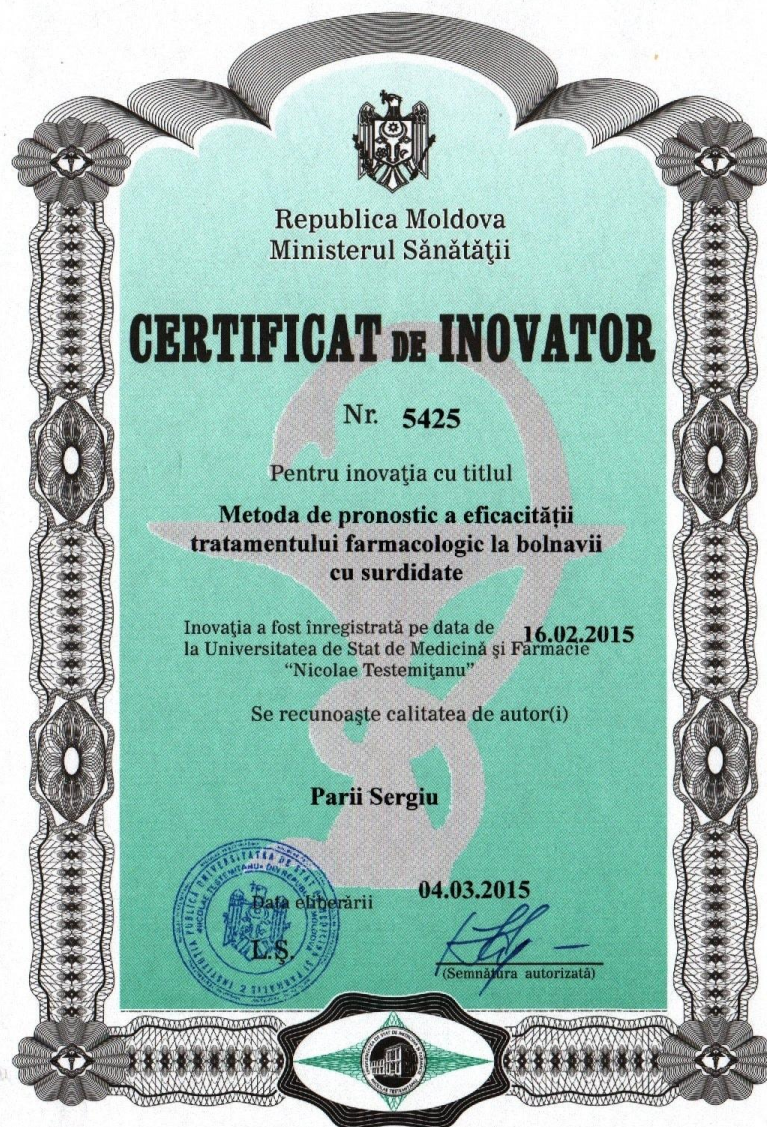 Republica Moldova
Ministerul Sănătăţii
CERTIFICAT DE INOVATOR
Nr. 5425
Pentru inovaţia cu titlul
Metoda de pronostic a eficacității
tratamentului farmacologic la bolnavii
cu surdidate
Inovaţia a fost înregistrată pe data de 16.02.2015
la Universitatea de Stat de Medicină şi Farmacie
“Nicolae Testemiţanu”
Se recunoaşte calitatea de autor(i)
Parii Sergiu
Data eliberării 04.03.2015
L.Ş.
(Semnătura autorizată)